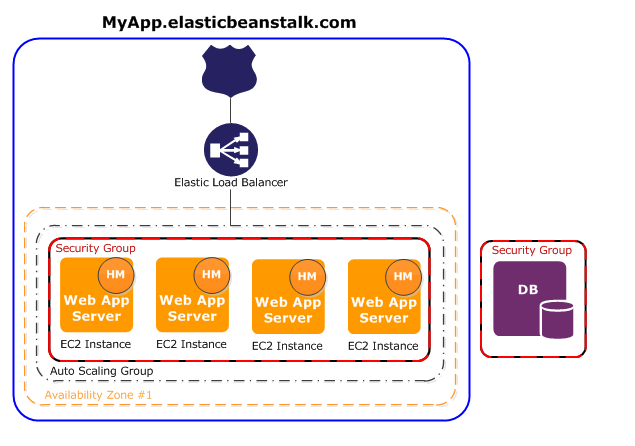 MyApp.elasticbeanstalk.com
Elastic Load Balancer
Security Group
HM
HM
HM
HM
Web App
Server
Web App
Server
Web App
Server
Web App
Server
EC2 Instance
EC2 Instance
EC2 Instance
EC2 Instance
Auto Scaling Group
Availability Zone #1
Security Group
DB